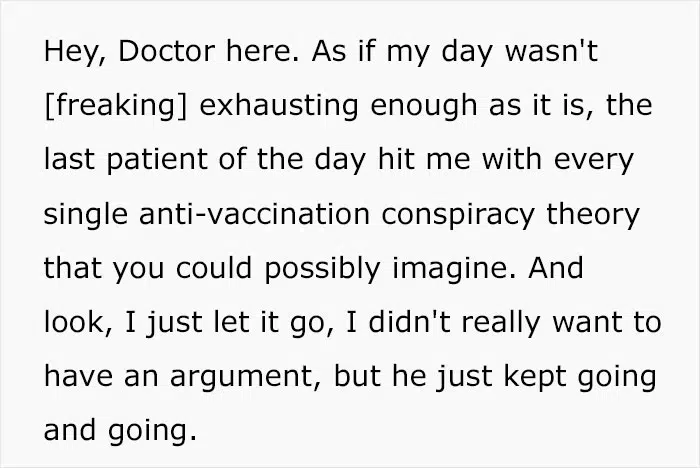 Hey, Doctor here. As if my day wasn't
[freaking] exhausting enough as it is, the
last patient of the day hit me with every
single anti-vaccination conspiracy theory
that you could possibly imagine. And
look, I just let it go, I didn't really want to
have an argument, but he just kept going
and going.